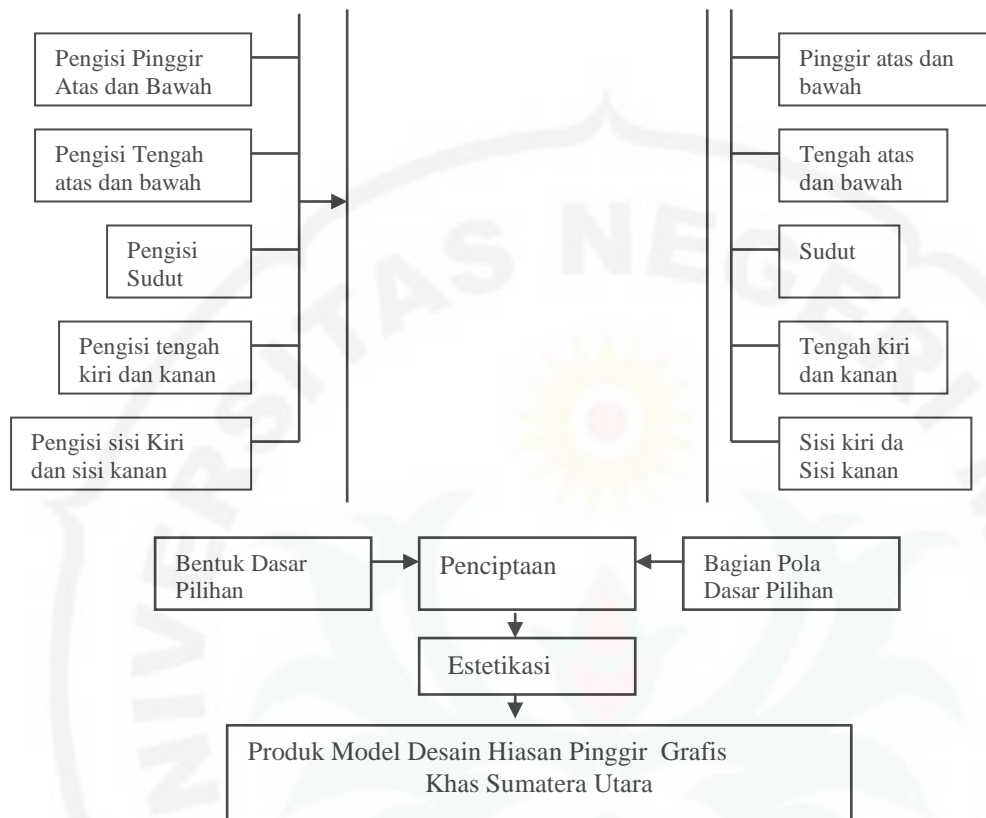 Pengisi Pinggir
Atas dan Bawah
Pengisi Tengah
atas dan bawah
Pengisi
Sudut
Pengisi tengah
kiri dan kanan
Pengisi sisi Kiri
dan sisi kanan
Pinggir atas dan
bawah
Tengah atas
dan bawah
Sudut
Tengah kiri
dan kanan
Sisi kiri da
Sisi kanan
Bentuk Dasar
Pilihan
Penciptaan
Bagian Pola
Dasar Pilihan
Estetikasi
Produk Model Desain Hiasan Pinggir Grafis
Khas Sumatera Utara
NIVERSITAS NEGERI